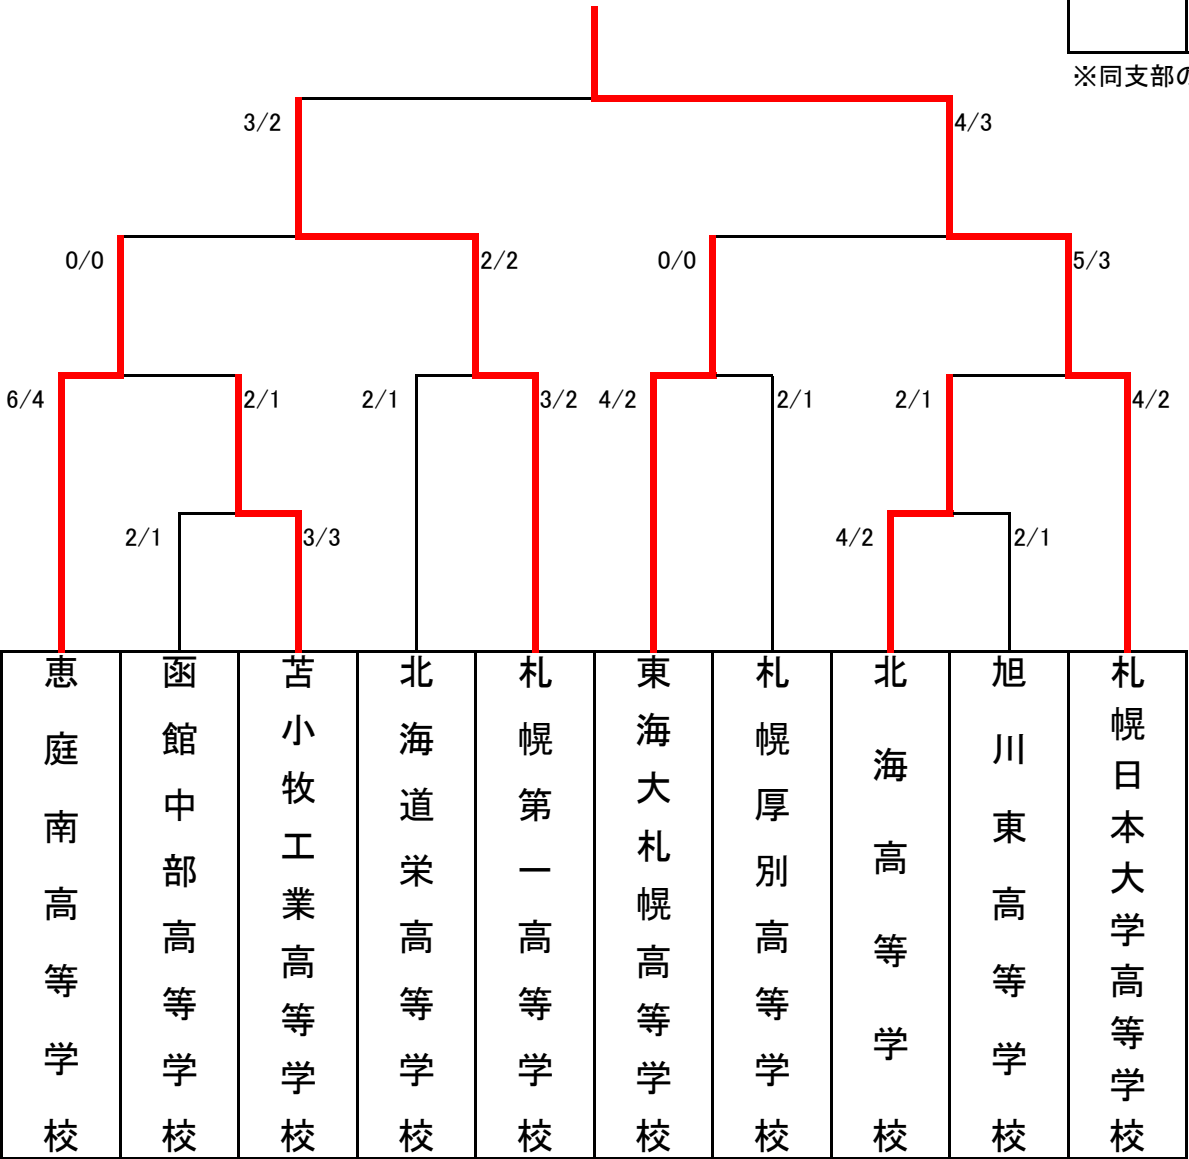 ※同支部の
3/2
4/3
0/0
2/2
0/0
5/3
6/4
2/1
2/1
3/2
4/2
2/1
2/1
4/2
2/1
3/3
4/2
2/1
恵庭南高等学校
函館中部高等学校
苫小牧工業高等学校
北海道栄高等学校
札幌第一高等学校
東海大札幌高等学校
札幌厚別高等学校
北海高等学校
旭川東高等学校
札幌日本大学高等学校